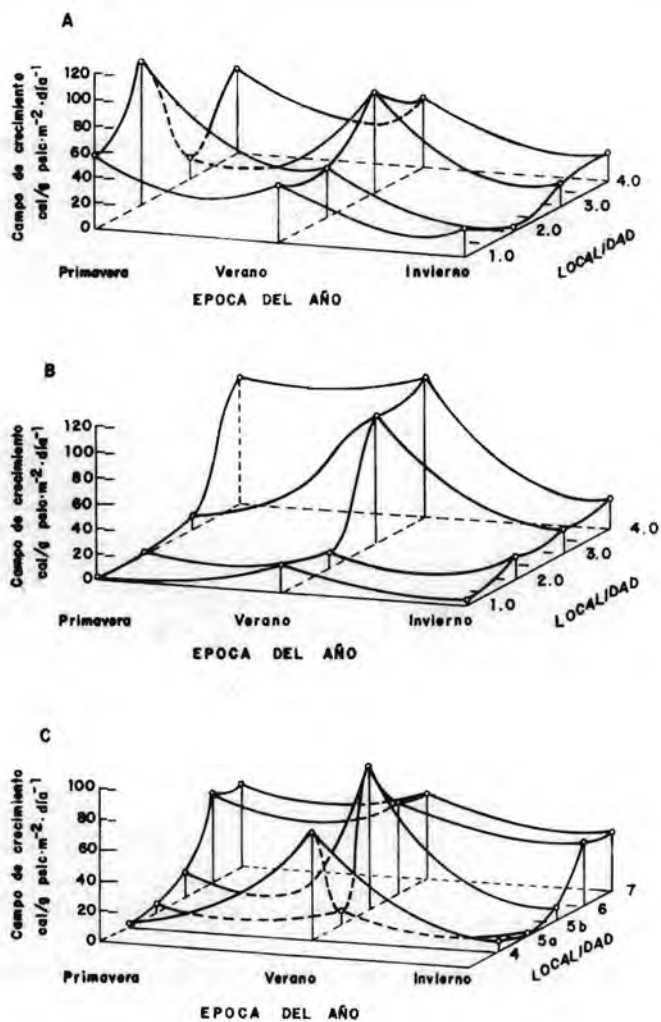 A
Campo de crecimiento
cal/g pslc·m⁻²·día⁻¹
120
100
80
60
40
20
0
Primavera
Verano
Invierno
1.0
2.0
3.0
4.0
LOCALIDAD
EPOCA DEL AÑO
B
Campo de crecimiento
cal/g pslc·m⁻²·día⁻¹
120
100
80
60
40
20
0
Primavera
Verano
Invierno
1.0
2.0
3.0
4.0
LOCALIDAD
EPOCA DEL AÑO
C
Campo de crecimiento
cal/g pslc·m⁻²·día⁻¹
100
80
60
40
20
0
Primavera
Verano
Invierno
4
5a
5b
6
7
LOCALIDAD
EPOCA DEL AÑO